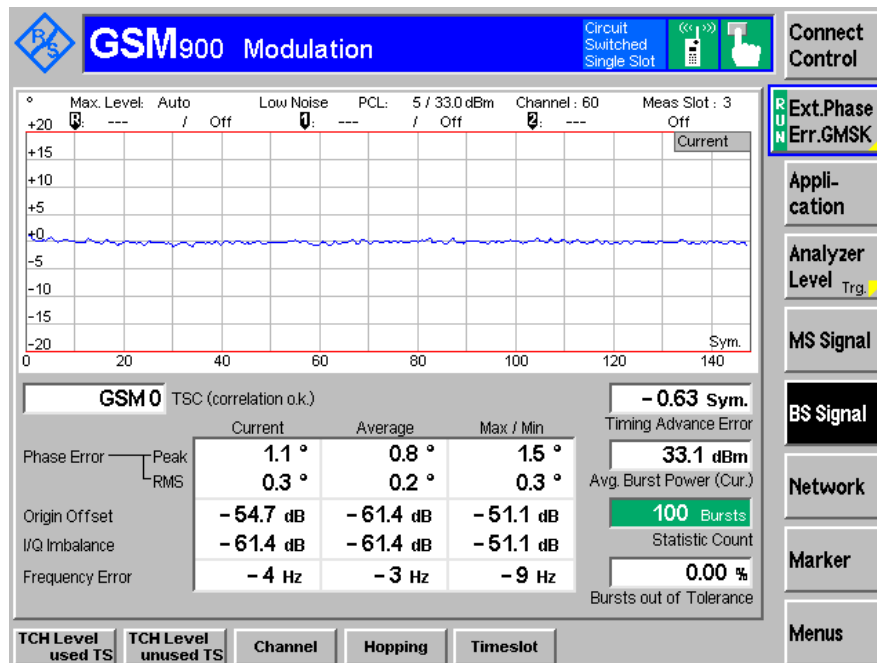 R&S
GSM900 Modulation
Circuit
Switched
Single Slot
Connect
Control
° Max. Level: Auto Low Noise PCL: 5 / 33.0 dBm Channel : 60 Meas Slot : 3
R: --- / Off 1: --- / Off 2: --- Off
Current
+20
+15
+10
+5
+0
-5
-10
-15
-20
Sym.
0 20 40 60 80 100 120 140
RUN
Ext.Phase
Err.GMSK
Appli-
cation
Analyzer
Level Trg.
MS Signal
BS Signal
Network
Marker
Menus
GSM 0 TSC (correlation o.k.)
Current Average Max / Min
Phase Error Peak 1.1 ° 0.8 ° 1.5 °
RMS 0.3 ° 0.2 ° 0.3 °
Origin Offset - 54.7 dB - 61.4 dB - 51.1 dB
I/Q Imbalance - 61.4 dB - 61.4 dB - 51.1 dB
Frequency Error - 4 Hz - 3 Hz - 9 Hz
- 0.63 Sym.
Timing Advance Error
33.1 dBm
Avg. Burst Power (Cur.)
100 Bursts
Statistic Count
0.00 %
Bursts out of Tolerance
TCH Level
used TS
TCH Level
unused TS
Channel
Hopping
Timeslot